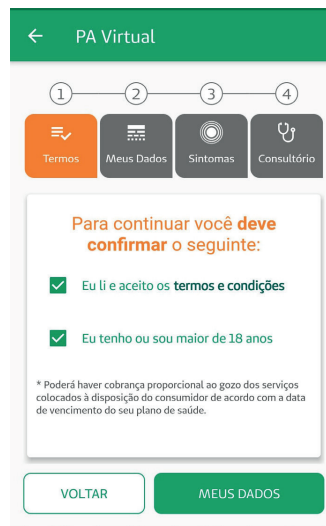 PA Virtual
1 2 3 4
Termos Meus Dados Sintomas Consultório
Para continuar você deve
confirmar o seguinte:
Eu li e aceito os termos e condições
Eu tenho ou sou maior de 18 anos
* Poderá haver cobrança proporcional ao gozo dos serviços
colocados à disposição do consumidor de acordo com a data
de vencimento do seu plano de saúde.
VOLTAR MEUS DADOS